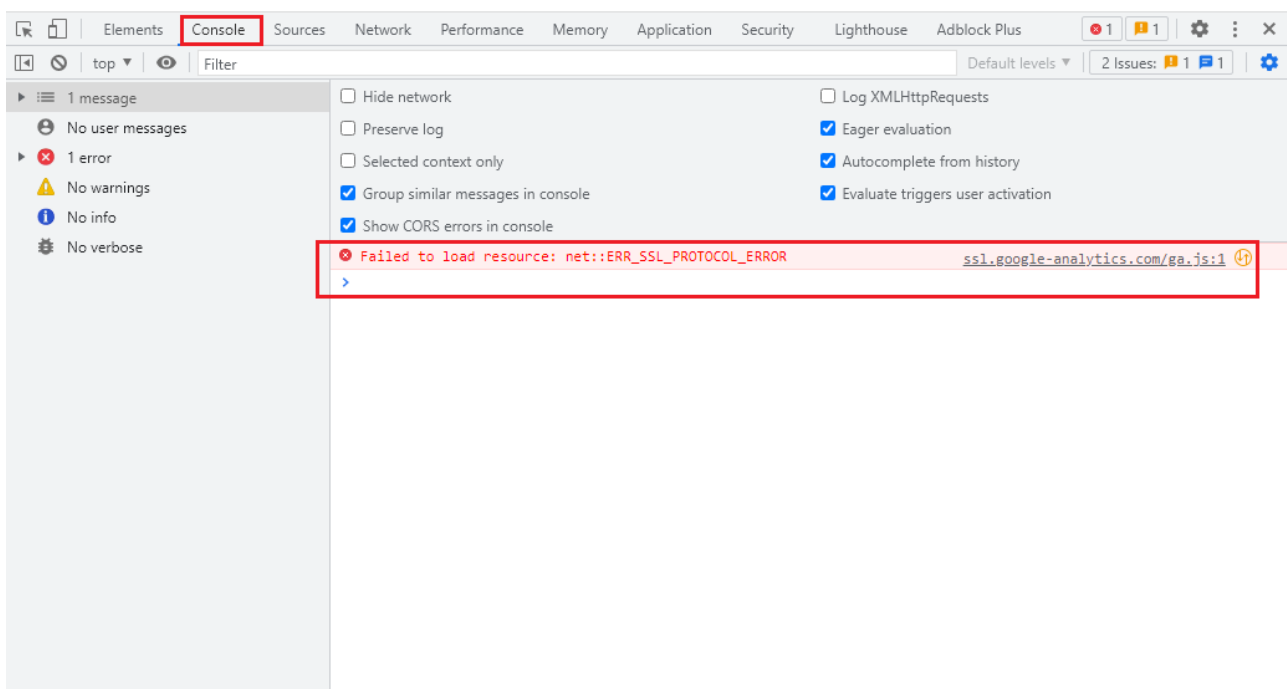 Elements Console Sources Network Performance Memory Application Security Lighthouse Adblock Plus 1 1
top Filter Default levels 2 Issues: 1 1
1 message
No user messages
1 error
No warnings
No info
No verbose
Hide network
Log XMLHttpRequests
Preserve log
Eager evaluation
Selected context only
Autocomplete from history
Group similar messages in console
Evaluate triggers user activation
Show CORS errors in console
Failed to load resource: net::ERR_SSL_PROTOCOL_ERROR ssl.google-analytics.com/ga.js:1